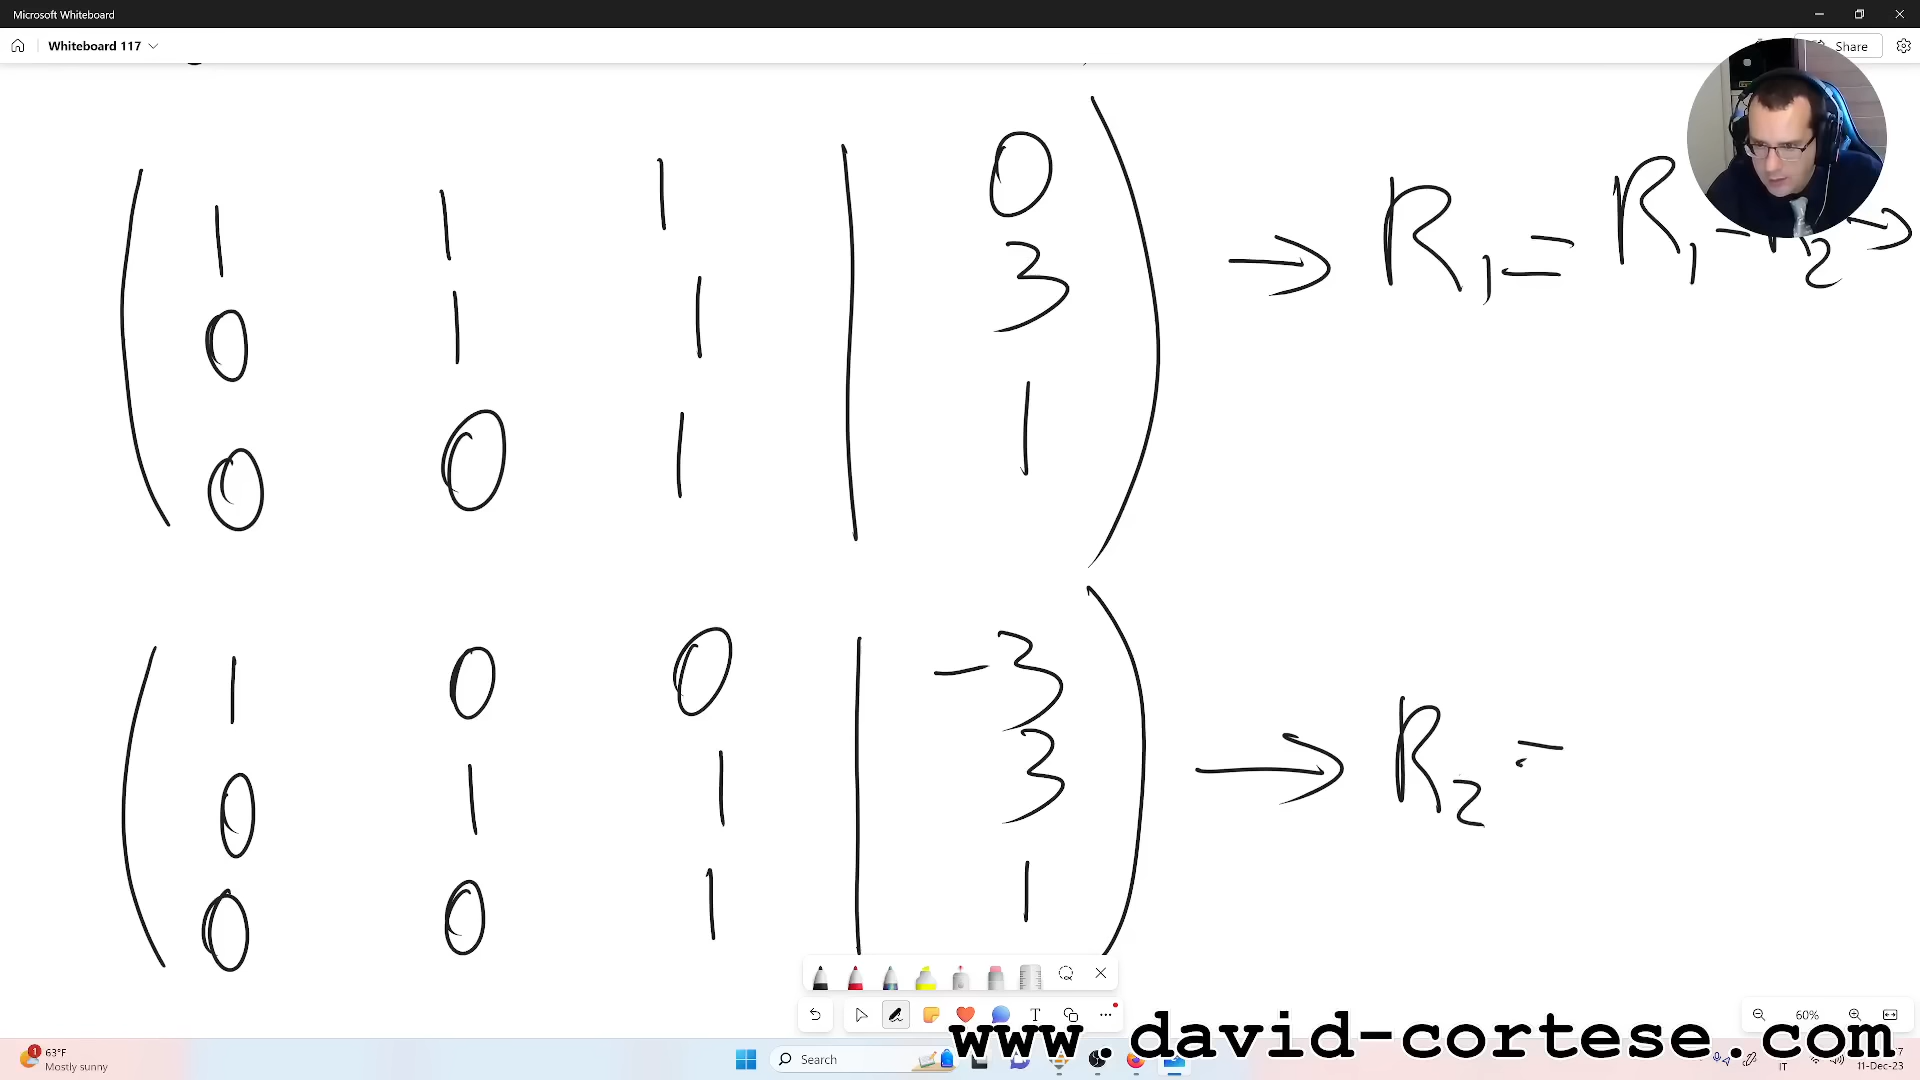 Microsoft Whiteboard
Whiteboard 117
Share
1 1 1 | 0
0 1 1 | 3
0 0 1 | 1
→ R₁ = R₁ - R₂ →
1 0 0 | -3
0 1 1 | 3
0 0 1 | 1
→ R₂ =
60%
www.david-cortese.com
1
63°F
Mostly sunny
Search
IT
11-Dec-23